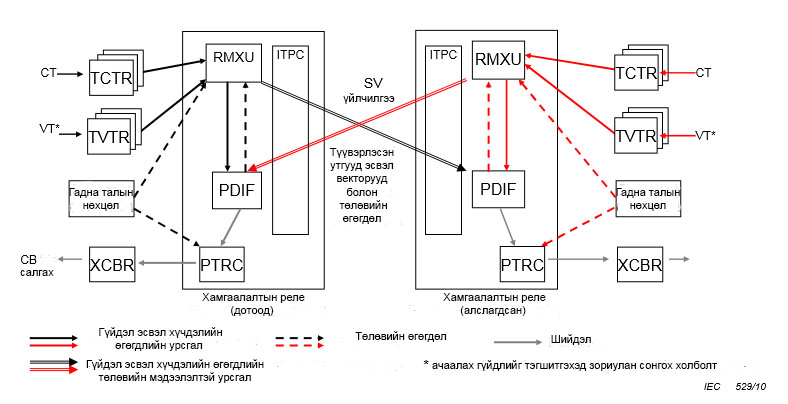 CT
TCTR
VT*
TVTR
Гадна талын
нөхцөл
СВ
салгах
XCBR
RMXU
ITPC
PDIF
PTRC
Хамгаалалтын реле
(дотоод)
SV
үйлчилгээ
Түүвэрлэсэн
утгууд эсвэл
векторууд
болон
төлөвийн
өгөгдөл
ITPC
RMXU
PDIF
PTRC
Хамгаалалтын реле
(алслагдсан)
TCTR
CT
TVTR
VT*
Гадна талын
нөхцөл
XCBR
Гүйдэл эсвэл хүчдэлийн
өгөгдлийн урсгал
Төлөвийн өгөгдөл
Шийдэл
Гүйдэл эсвэл хүчдэлийн өгөгдлийн
төлөвийн мэдээлэлтэй урсгал
* ачаалах гүйдлийг тэгшитгэхэд зориулан сонгох холболт
IEC 529/10